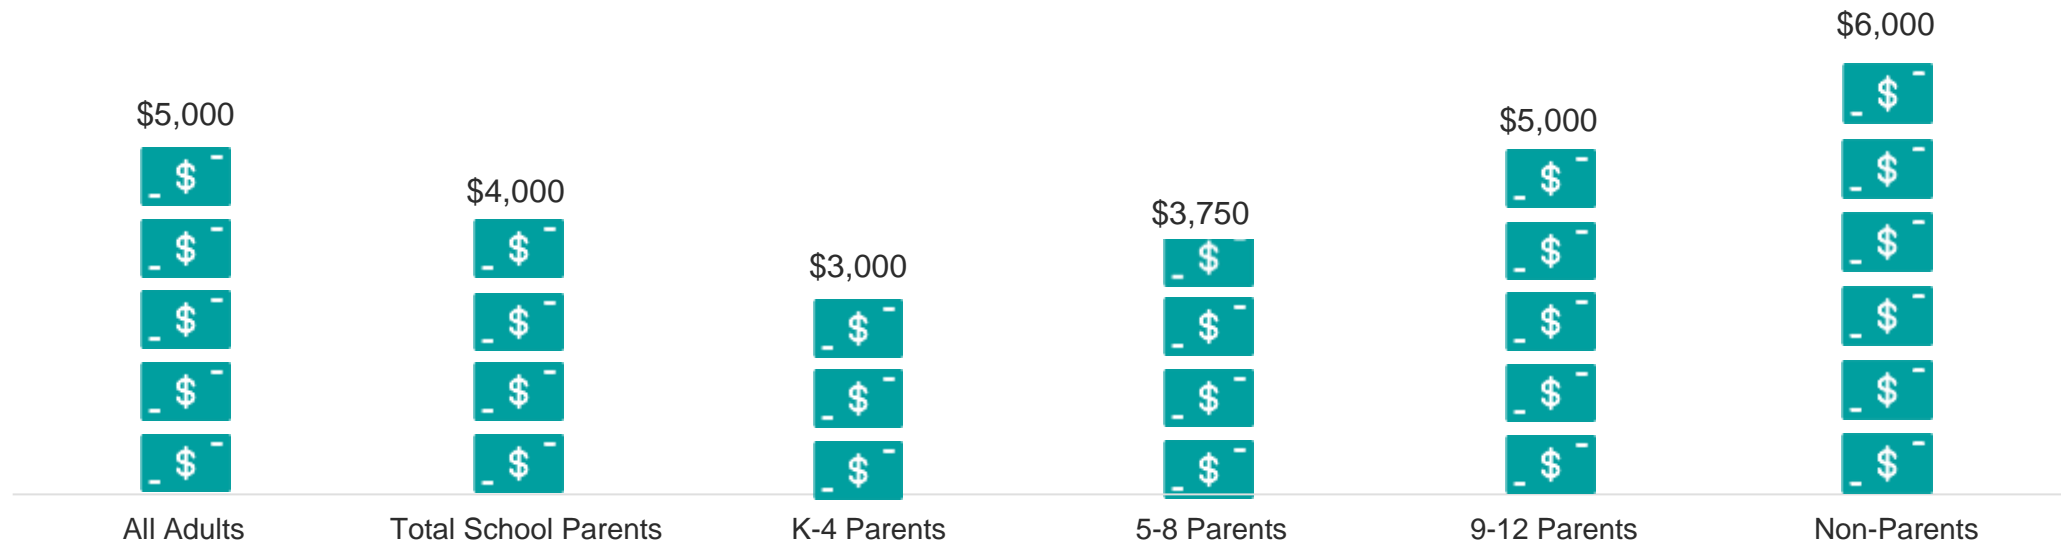 $6,000
$5,000
$5,000
$4,000
$3,750
$3,000
All Adults
Total School Parents
K-4 Parents
5-8 Parents
9-12 Parents
Non-Parents